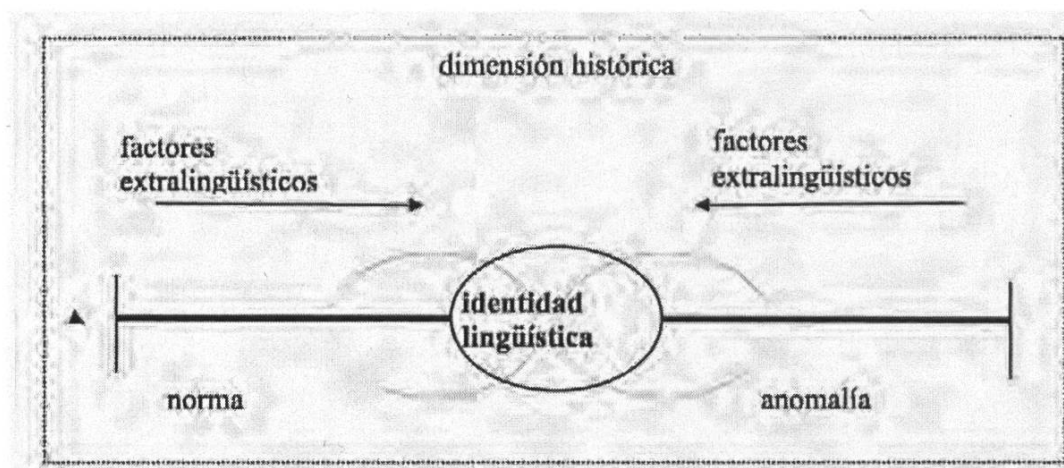 dimensión histórica
factores
extralingüísticos
factores
extralingüísticos
identidad
lingüística
norma
anomalía